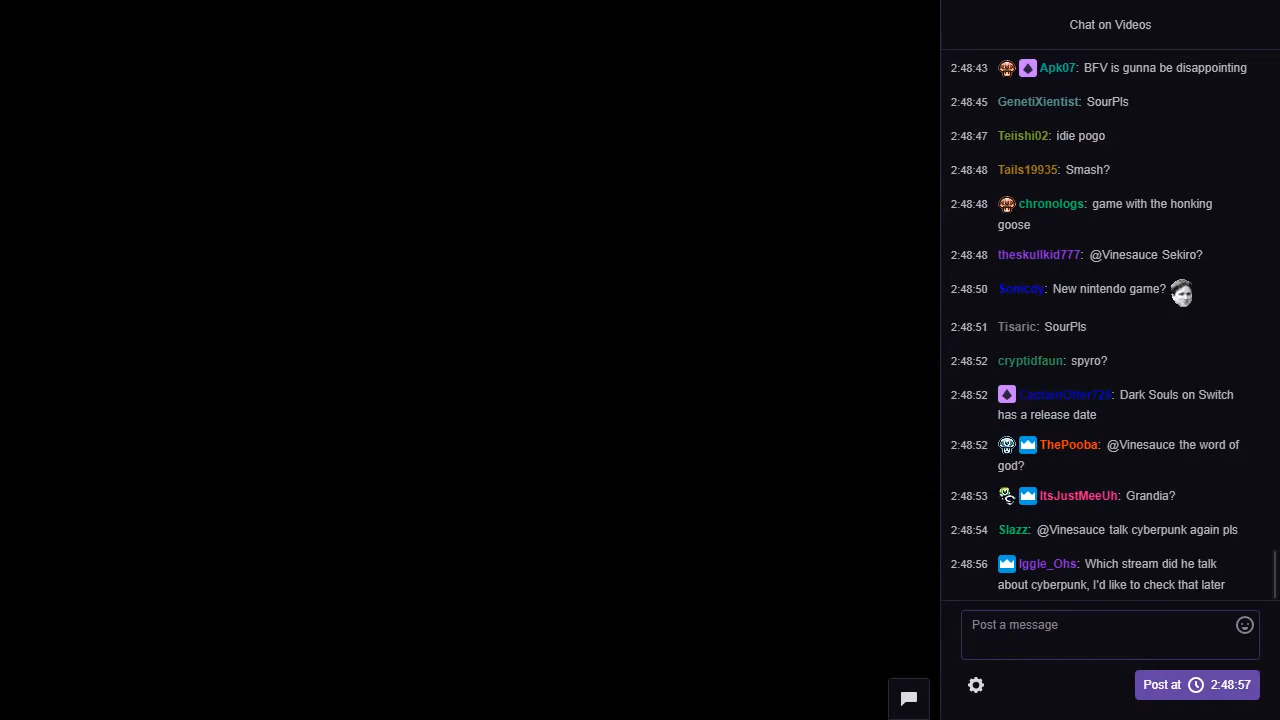 Chat on Videos
2:48:43 Apk07: BFV is gunna be disappointing
2:48:45 GenetiXientist: SourPls
2:48:47 Teiishi02: idie pogo
2:48:48 Tails19935: Smash?
2:48:48 chronologs: game with the honking
goose
2:48:48 theskullkid777: @Vinesauce Sekiro?
2:48:50 Sonicdy: New nintendo game?
2:48:51 Tisaric: SourPls
2:48:52 cryptidfaun: spyro?
2:48:52 : Dark Souls on Switch
has a release date
2:48:52 ThePooba: @Vinesauce the word of
god?
2:48:53 ItsJustMeeUh: Grandia?
2:48:54 Slazz: @Vinesauce talk cyberpunk again pls
2:48:56 Iggle_Ohs: Which stream did he talk
about cyberpunk, I'd like to check that later
Post a message
Post at 2:48:57